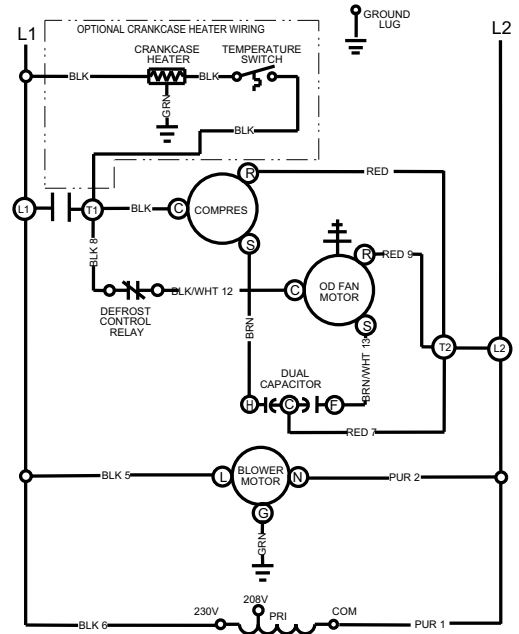 GROUND
LUG
L1
L2
OPTIONAL CRANKCASE HEATER WIRING
CRANKCASE
HEATER
TEMPERATURE
SWITCH
BLK
BLK
GRN
BLK
L1
T1
BLK
C
COMPRES
R
RED
S
BLK 8
BLK/WHT 12
DEFROST
CONTROL
RELAY
C
OD FAN
MOTOR
R
RED 9
S
T2
L2
BRN
BRN/WHT 13
DUAL
CAPACITOR
H
C
F
RED 7
BLK 5
L
BLOWER
MOTOR
N
PUR 2
G
GRN
230V
208V
PRI
COM
BLK 6
PUR 1